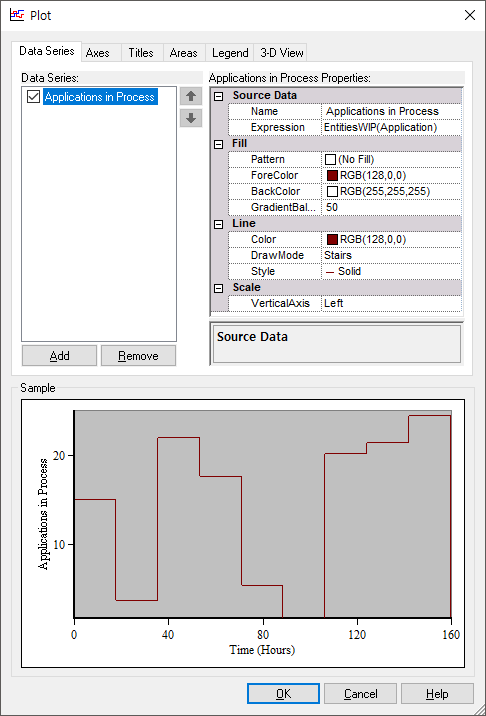 Plot
Data Series Axes Titles Areas Legend 3-D View
Data Series:
Applications in Process
Add Remove
Applications in Process Properties:
Source Data
Name Applications in Process
Expression EntitiesWIP(Application)
Fill
Pattern (No Fill)
ForeColor RGB(128,0,0)
BackColor RGB(255,255,255)
GradientBal... 50
Line
Color RGB(128,0,0)
DrawMode Stairs
Style Solid
Scale
VerticalAxis Left
Source Data
Sample
Applications in Process
20
10
0 40 80 120 160
Time (Hours)
OK Cancel Help